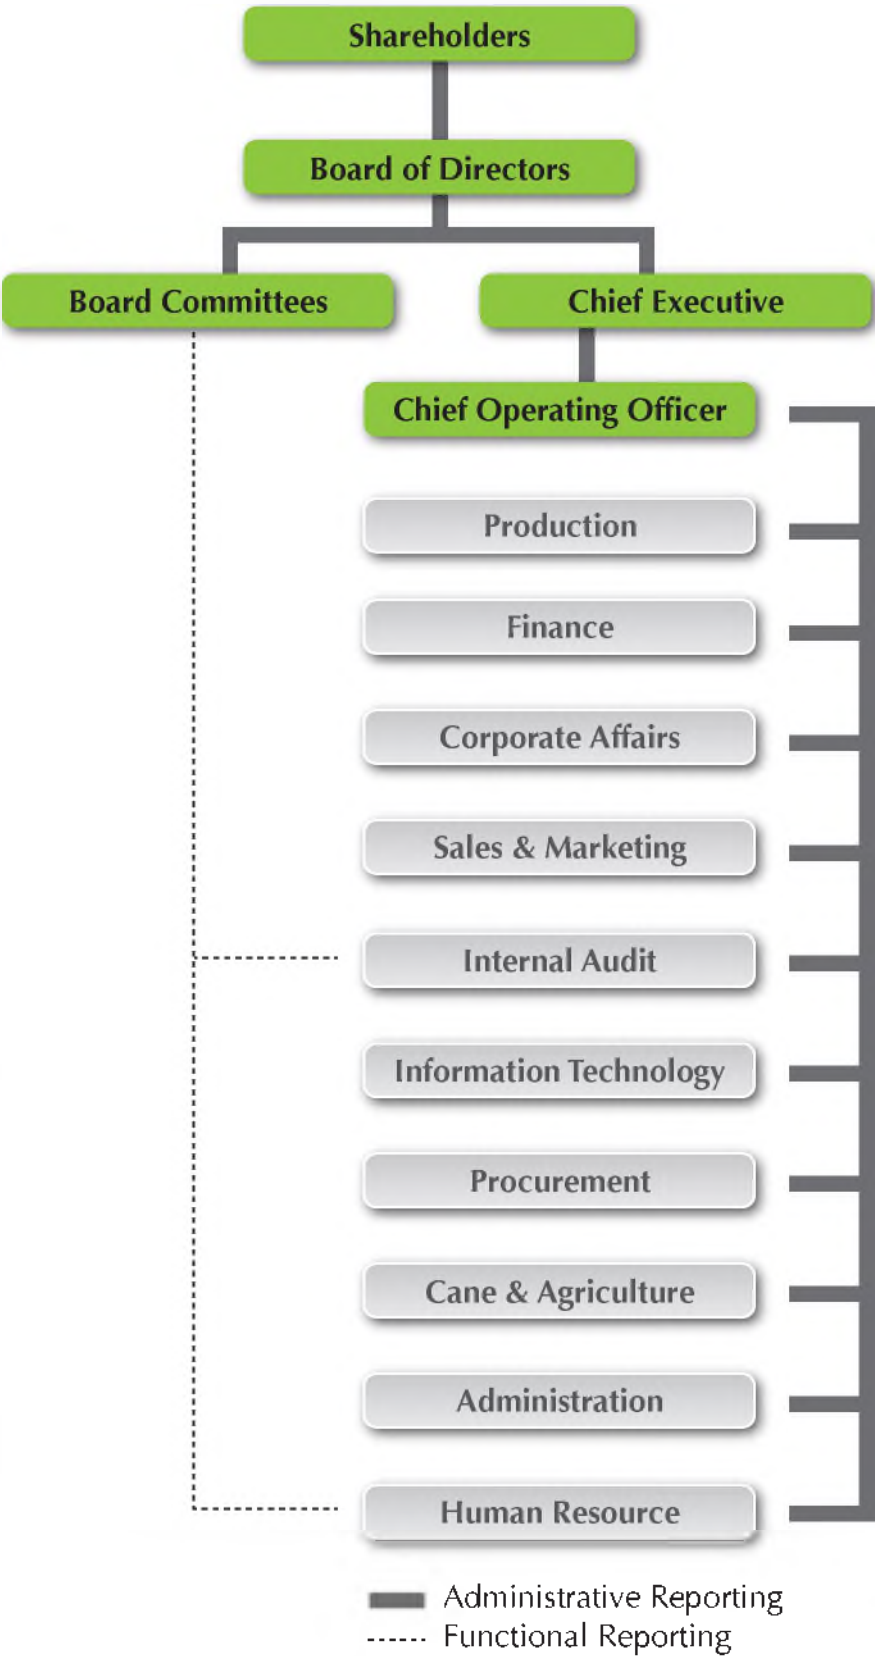 Shareholders
Board of Directors
Board Committees
Chief Executive
Chief Operating Officer
Production
Finance
Corporate Affairs
Sales & Marketing
Internal Audit
Information Technology
Procurement
Cane & Agriculture
Administration
Human Resource
Administrative Reporting
Functional Reporting